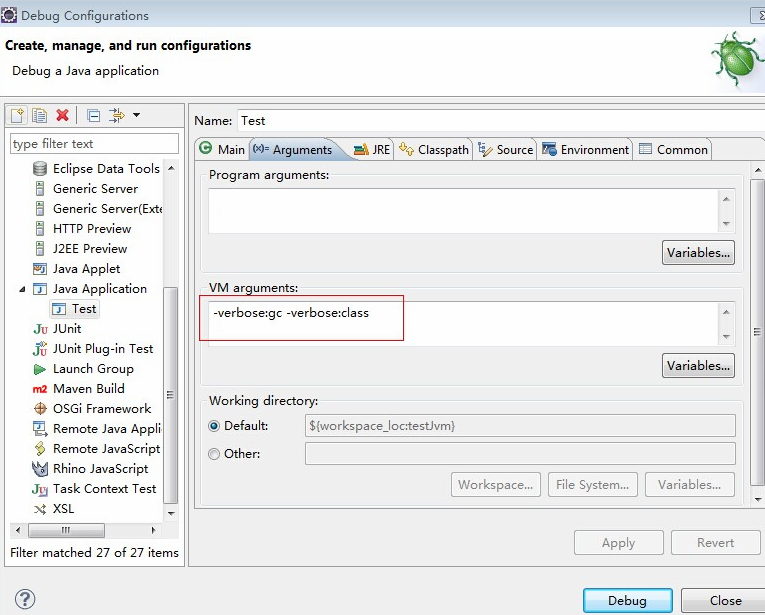 Debug Configurations
Create, manage, and run configurations
Debug a Java application
type filter text
Eclipse Data Tools
Generic Server
Generic Server(Exte
HTTP Preview
J2EE Preview
Java Applet
Java Application
Test
JUnit
JUnit Plug-in Test
Launch Group
Maven Build
OSGi Framework
Remote Java Appli
Remote JavaScript
Rhino JavaScript
Task Context Test
XSL
Filter matched 27 of 27 items
Name: Test
Main (x)= Arguments JRE Classpath Source Environment Common
Program arguments:
Variables...
VM arguments:
-verbose:gc -verbose:class
Variables...
Working directory:
Default: ${workspace_loc:testJvm}
Other:
Workspace... File System... Variables...
Apply Revert
Debug Close